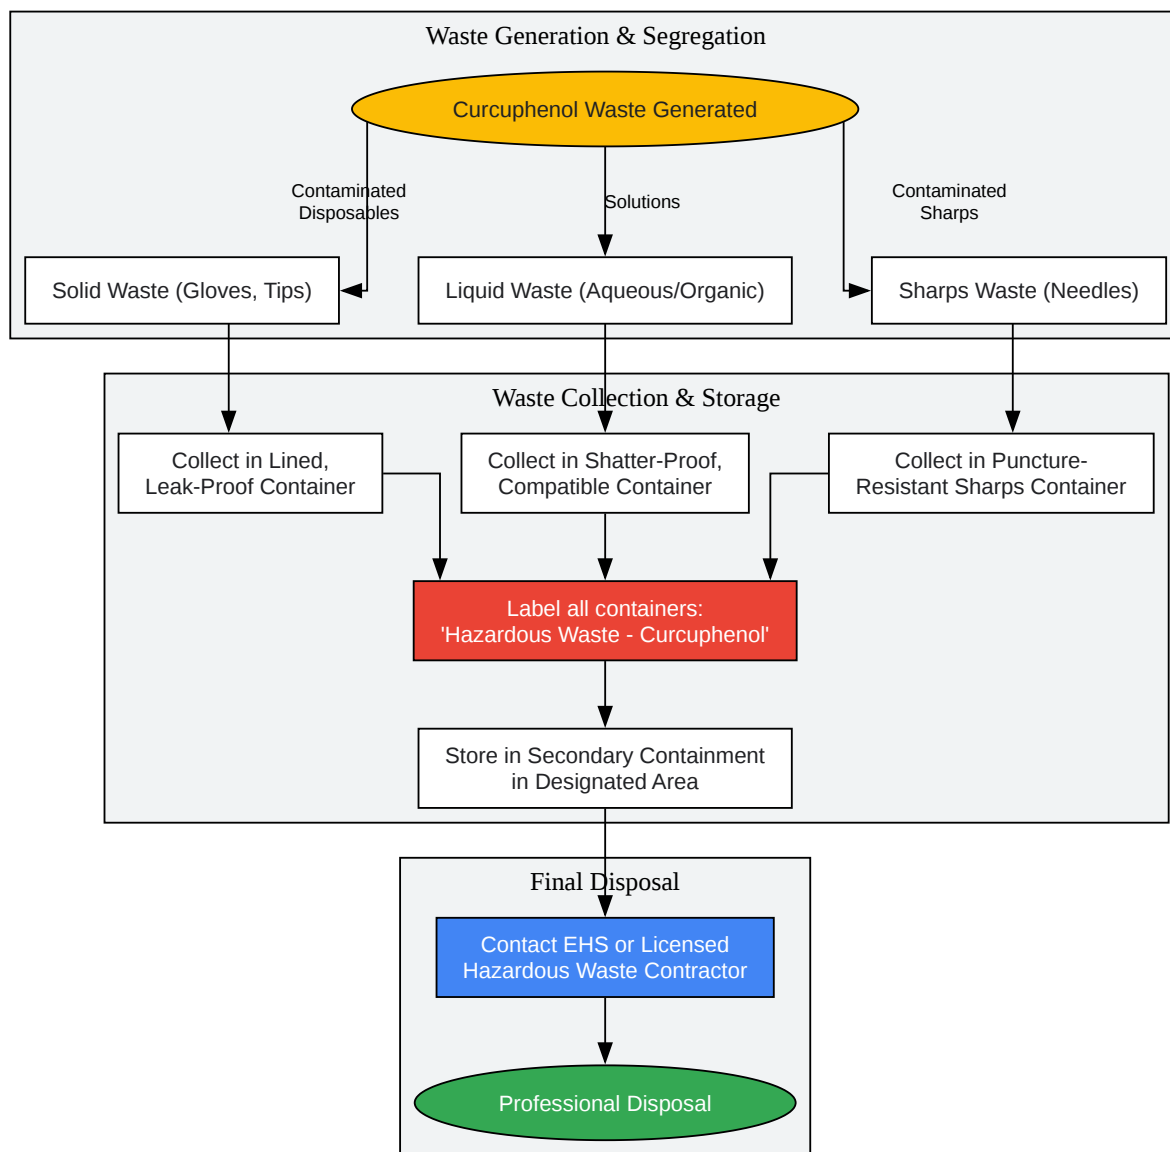 Waste Generation & Segregation
Curcuphenol Waste Generated
Contaminated
Disposables
Solutions
Contaminated
Sharps
Solid Waste (Gloves, Tips)
Liquid Waste (Aqueous/Organic)
Sharps Waste (Needles)
Waste Collection & Storage
Collect in Lined,
Leak-Proof Container
Collect in Shatter-Proof,
Compatible Container
Collect in Puncture-
Resistant Sharps Container
Label all containers:
'Hazardous Waste - Curcuphenol'
Store in Secondary Containment
in Designated Area
Final Disposal
Contact EHS or Licensed
Hazardous Waste Contractor
Professional Disposal